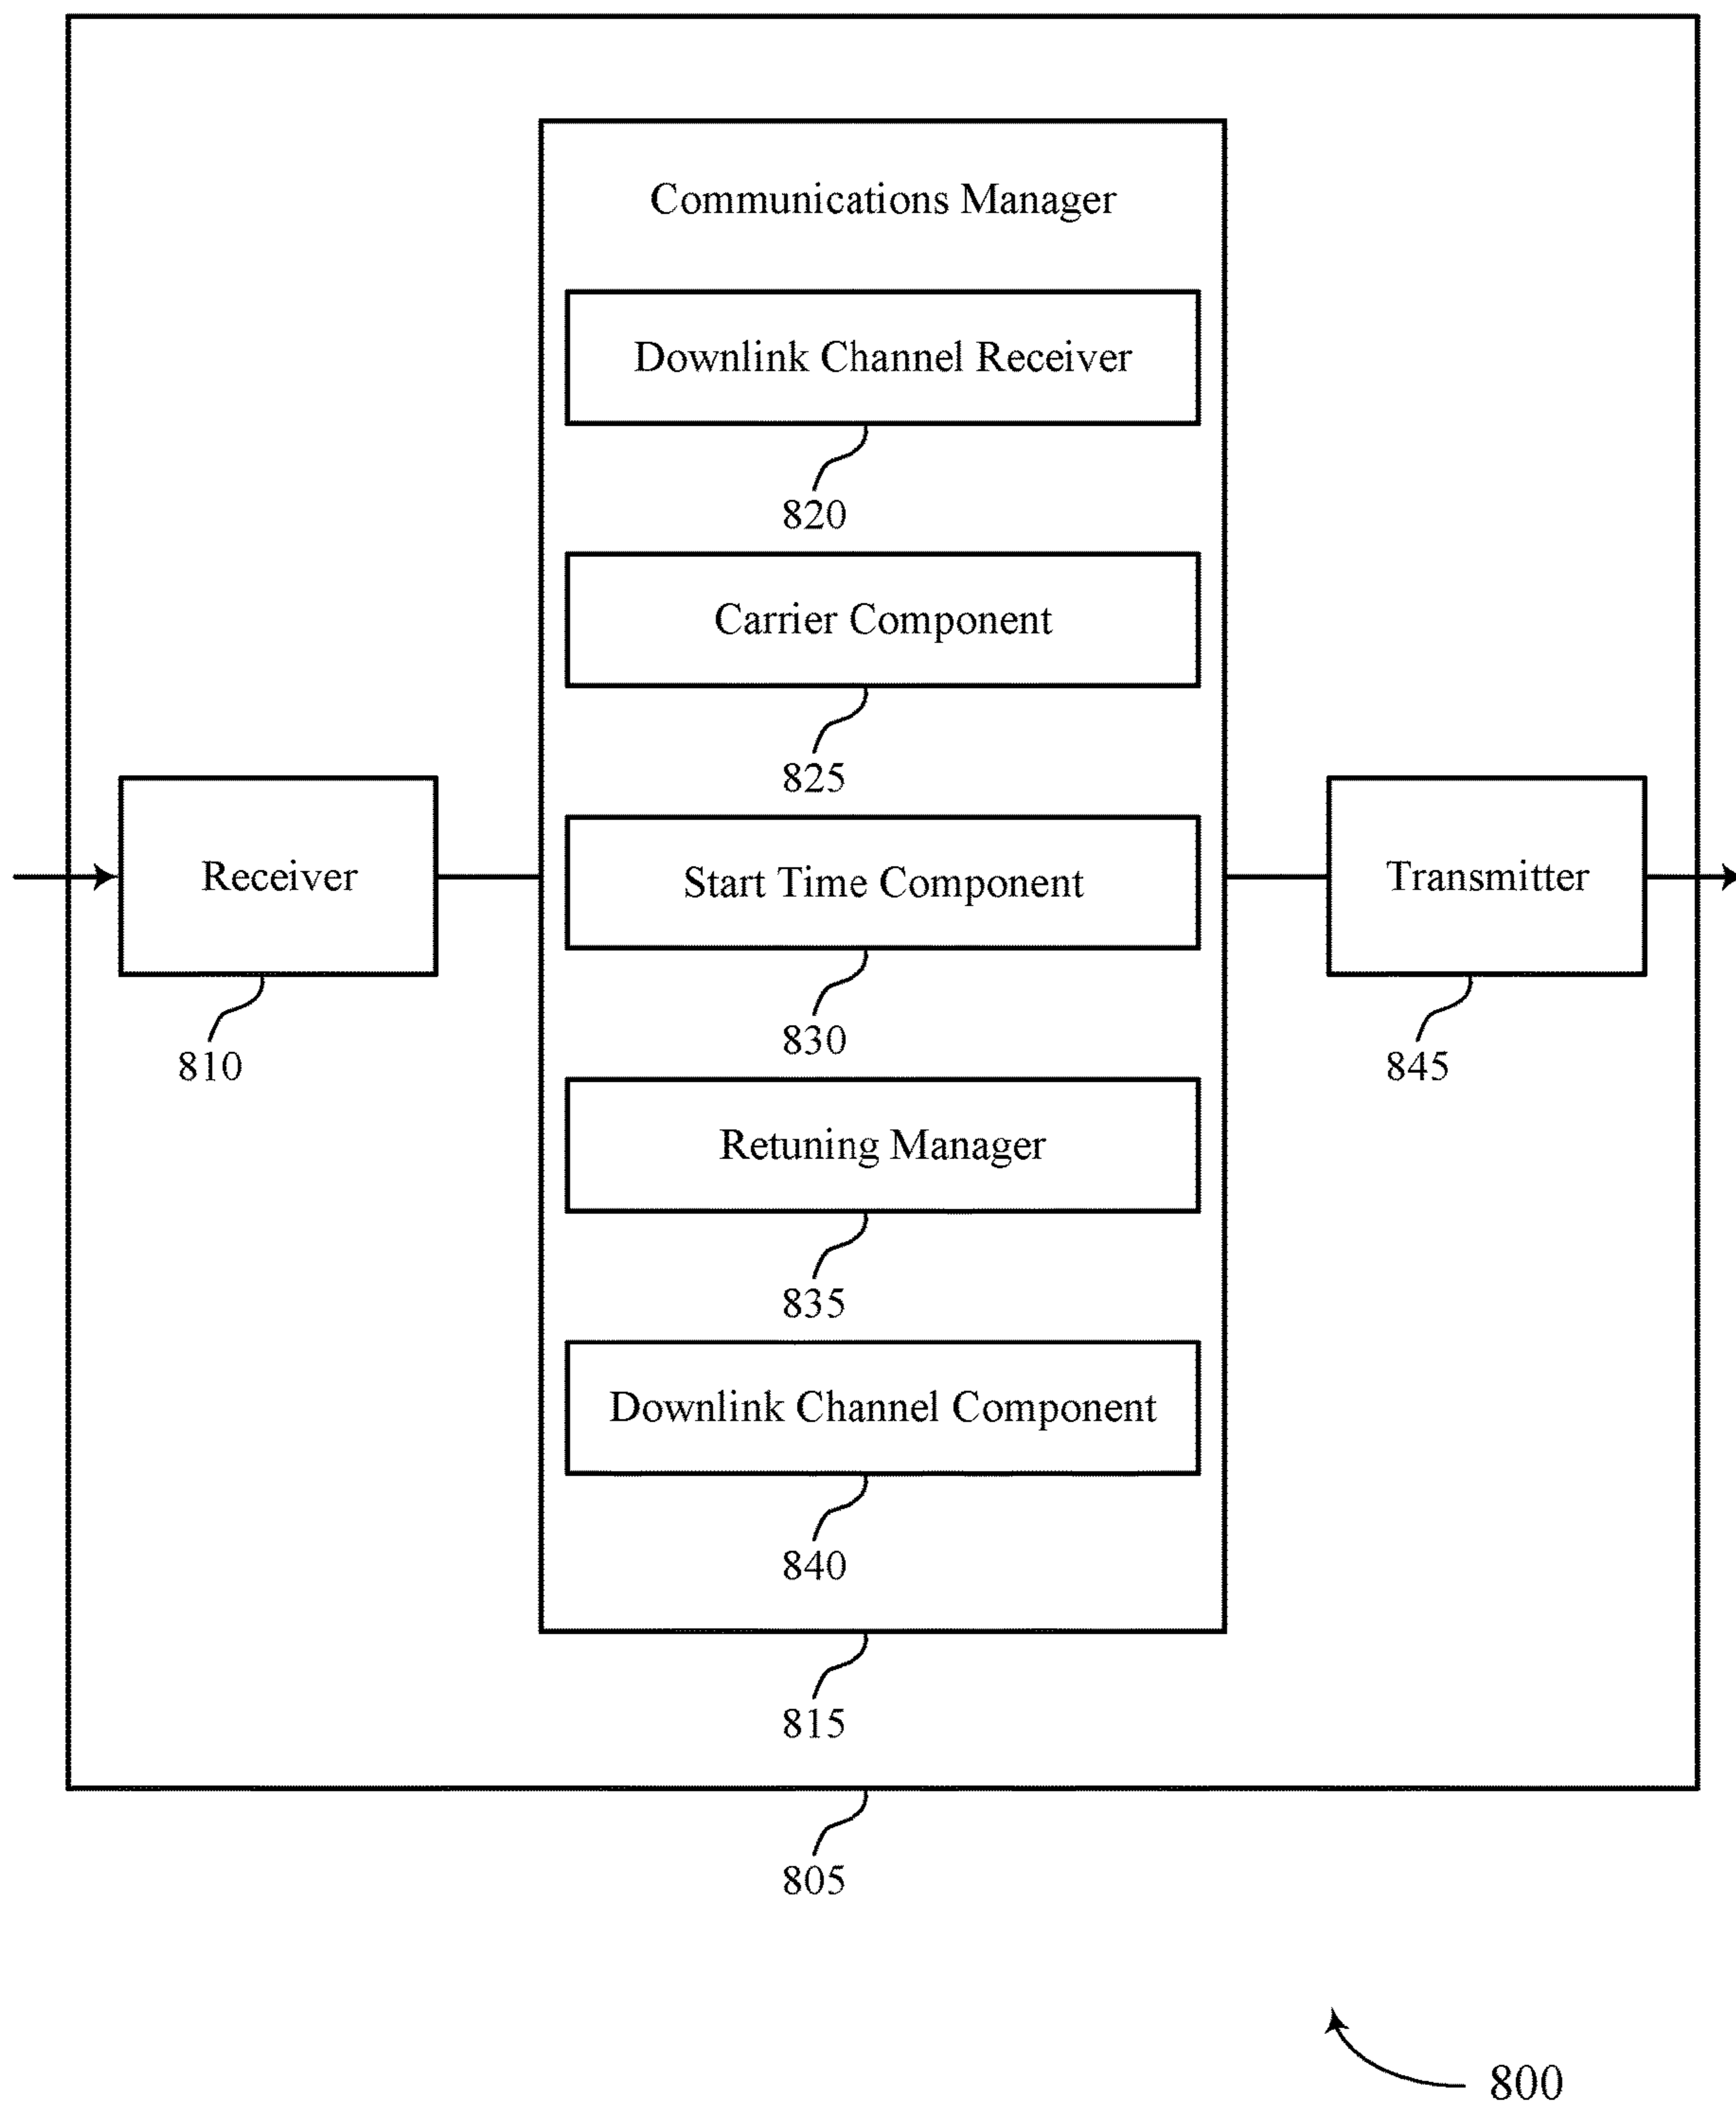 Communications Manager
Downlink Channel Receiver
820
Carrier Component
825
Receiver
810
Start Time Component
830
Transmitter
845
Retuning Manager
835
Downlink Channel Component
840
815
805
800